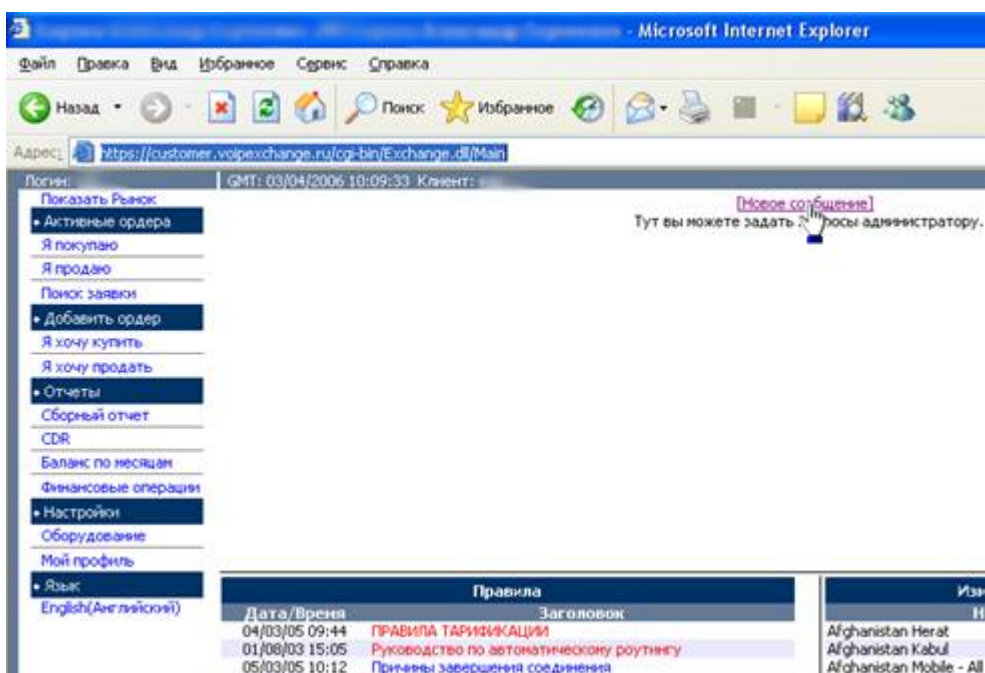 - Microsoft Internet Explorer
Файл Правка Вид Избранное Сервис Справка
Назад Поиск Избранное
Адрес: https://customer.voipexchange.ru/cgi-bin/Exchange.dll/Main
Логин: GMT: 03/04/2006 10:09:33 Клиент:
Показать Рынок
[Новое сообщение]
Тут вы можете задать администратору.
• Активные ордера
Я покупаю
Я продаю
Поиск заявки
• Добавить ордер
Я хочу купить
Я хочу продать
• Отчеты
Сборный отчет
CDR
Баланс по месяцам
Финансовые операции
• Настройки
Оборудование
Мой профиль
• Язык
English(Английский)
Правила
Дата/Время Заголовок
04/03/05 09:44 ПРАВИЛА ТАРИФИКАЦИИ
01/08/03 15:05 Руководство по автоматическому роутингу
05/03/05 10:12 Причины завершения соединения
Изм
Н
Afghanistan Herat
Afghanistan Kabul
Afghanistan Mobile - All